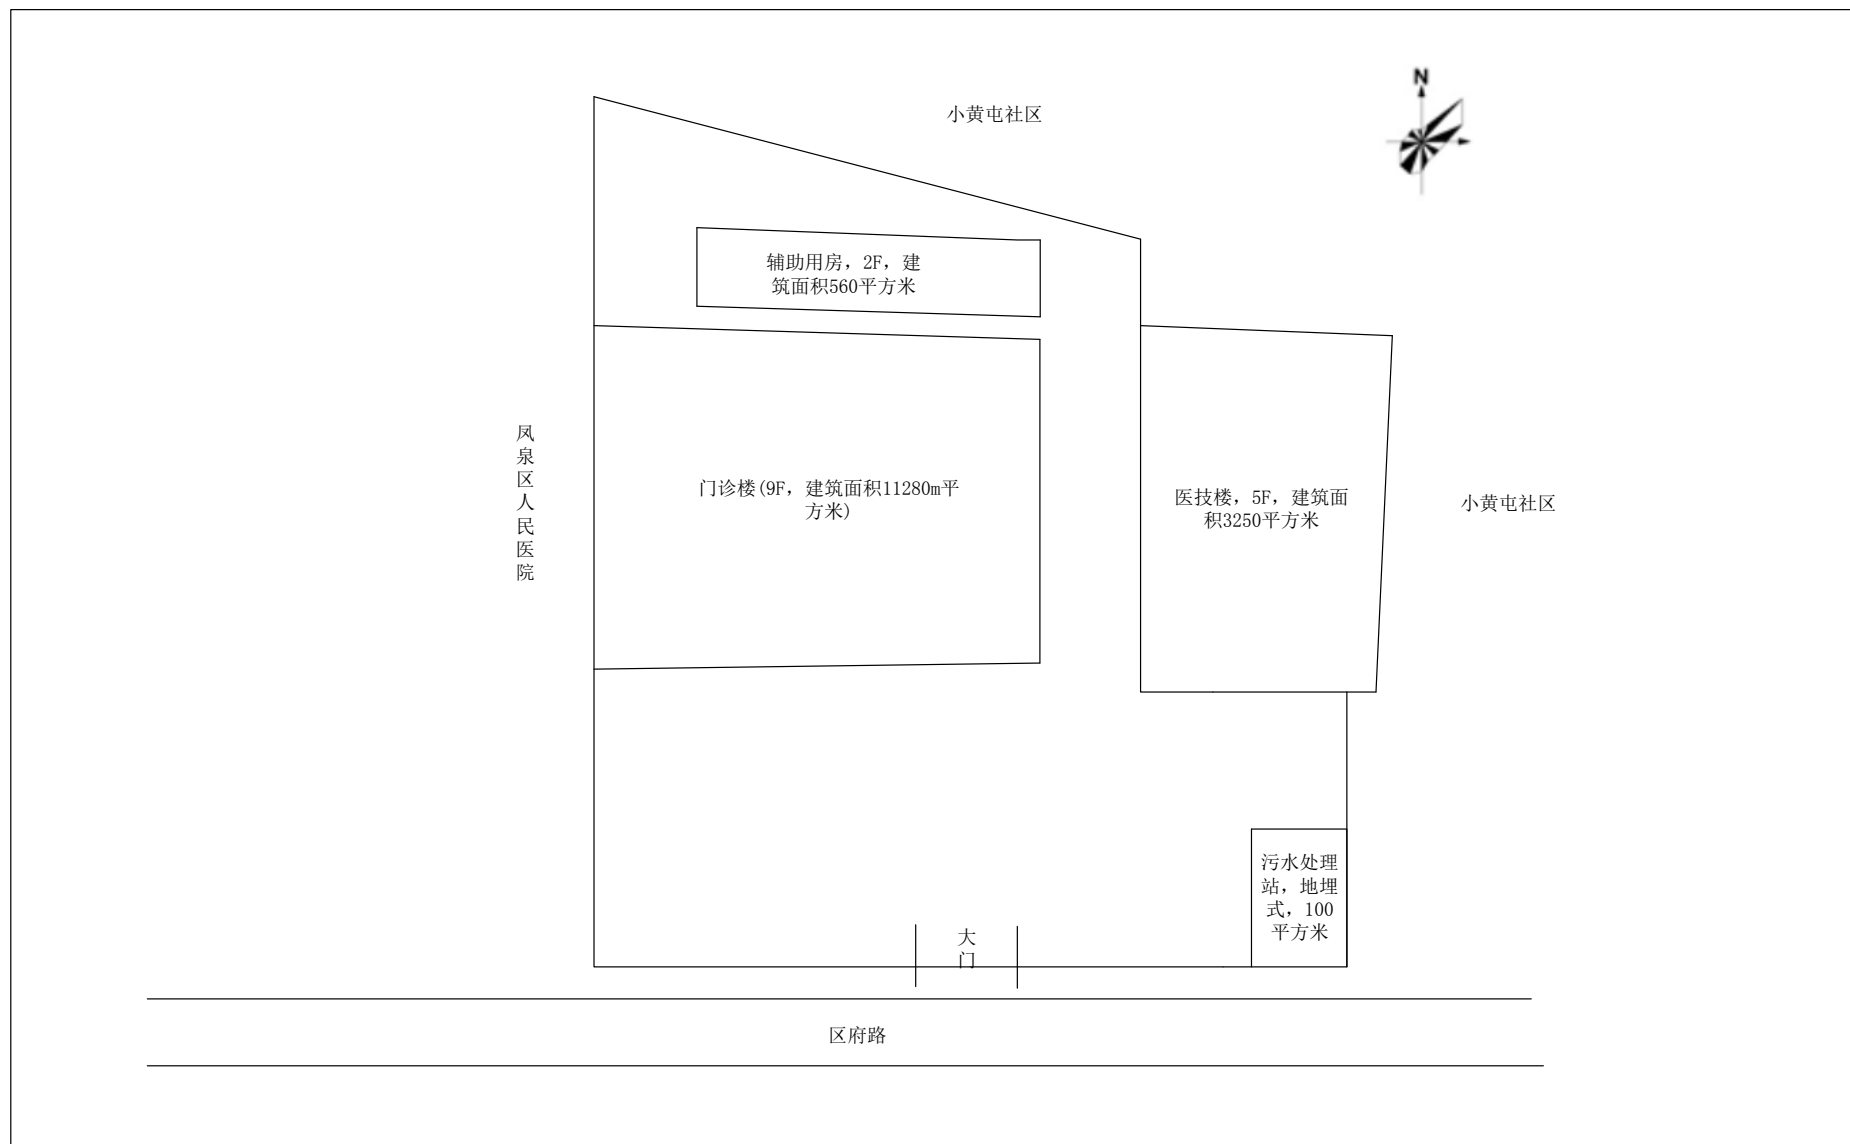 N
小黄屯社区
辅助用房，2F，建
筑面积560平方米
凤
泉
区
人
民
医
院
门诊楼(9F，建筑面积11280m平
方米)
医技楼，5F，建筑面
积3250平方米
小黄屯社区
污水处理
站，地埋
式，100
平方米
大
门
区府路